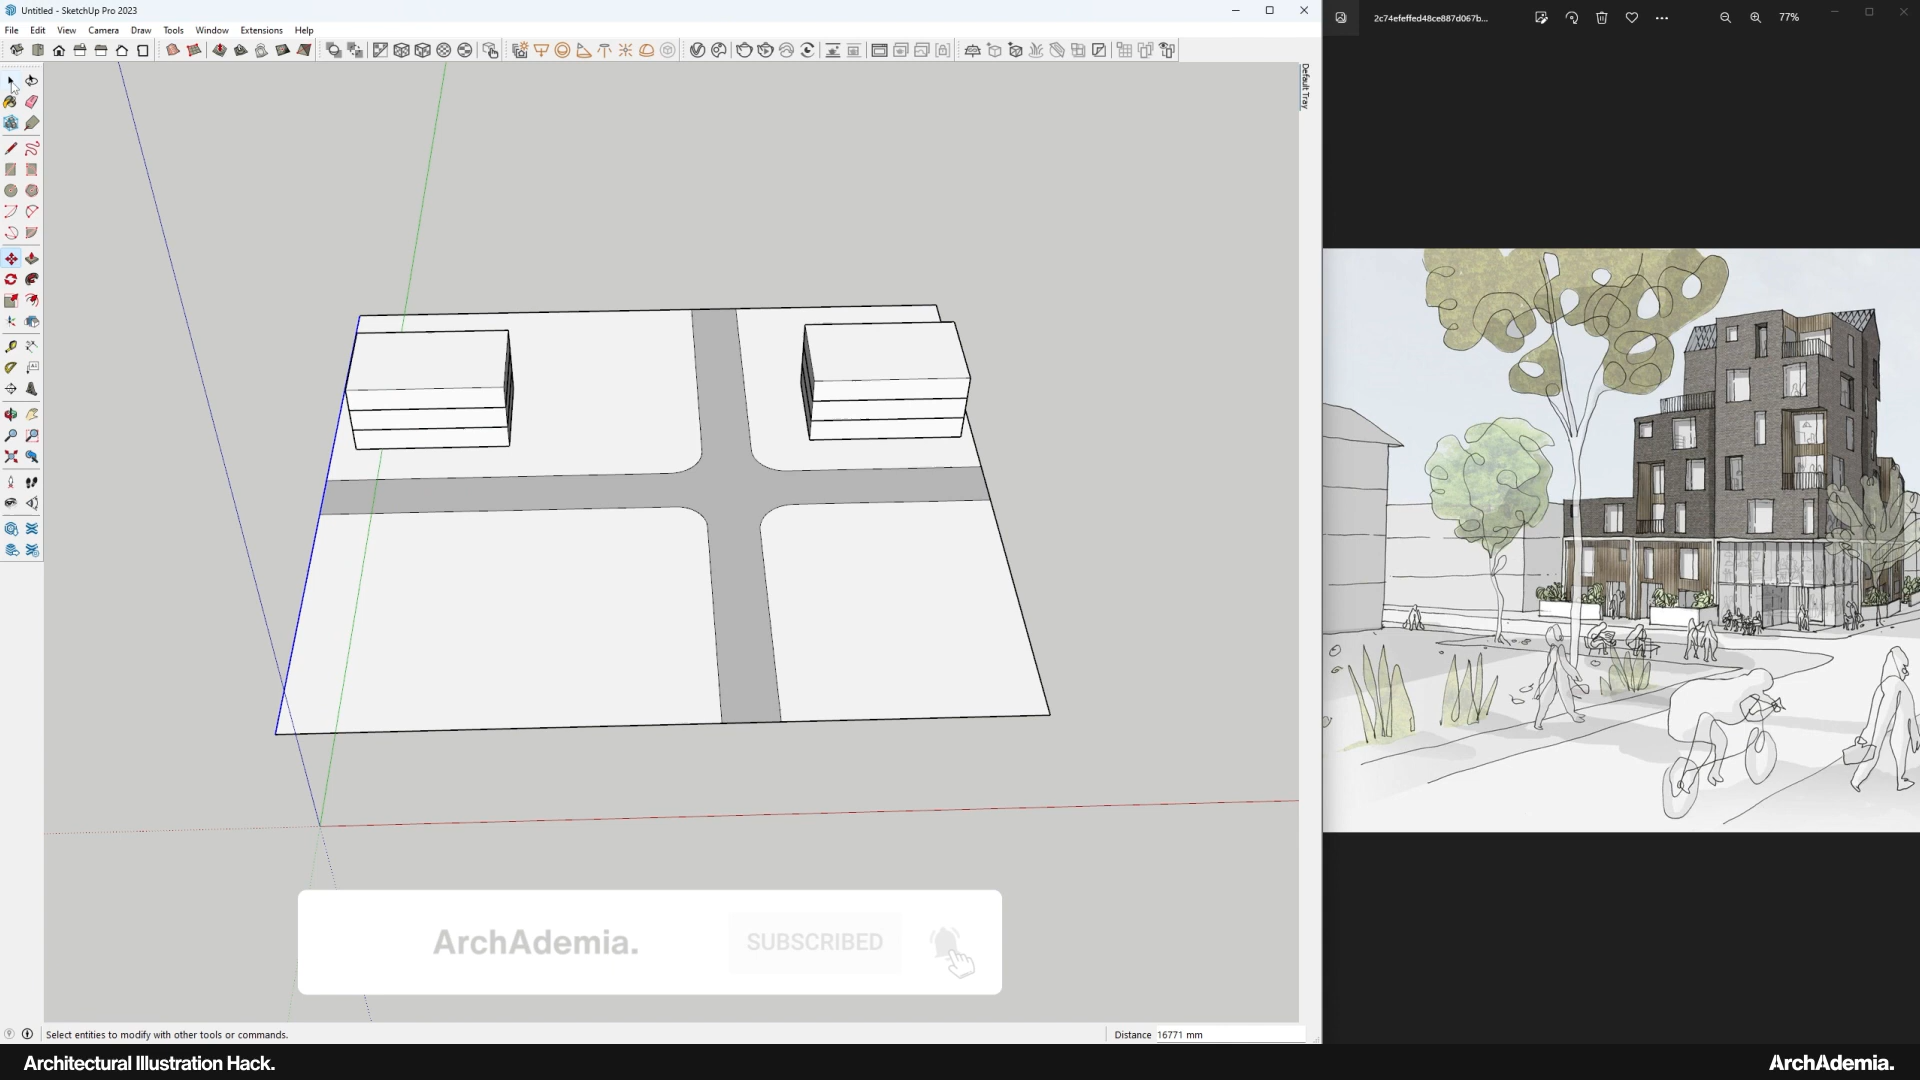 Untitled - SketchUp Pro 2023
File Edit View Camera Draw Tools Window Extensions Help
2c74efeffed48ce887d067b...
77%
Default Tray
ArchAdemia.
SUBSCRIBED
Select entities to modify with other tools or commands.
Distance 16771 mm
Architectural Illustration Hack.
ArchAdemia.